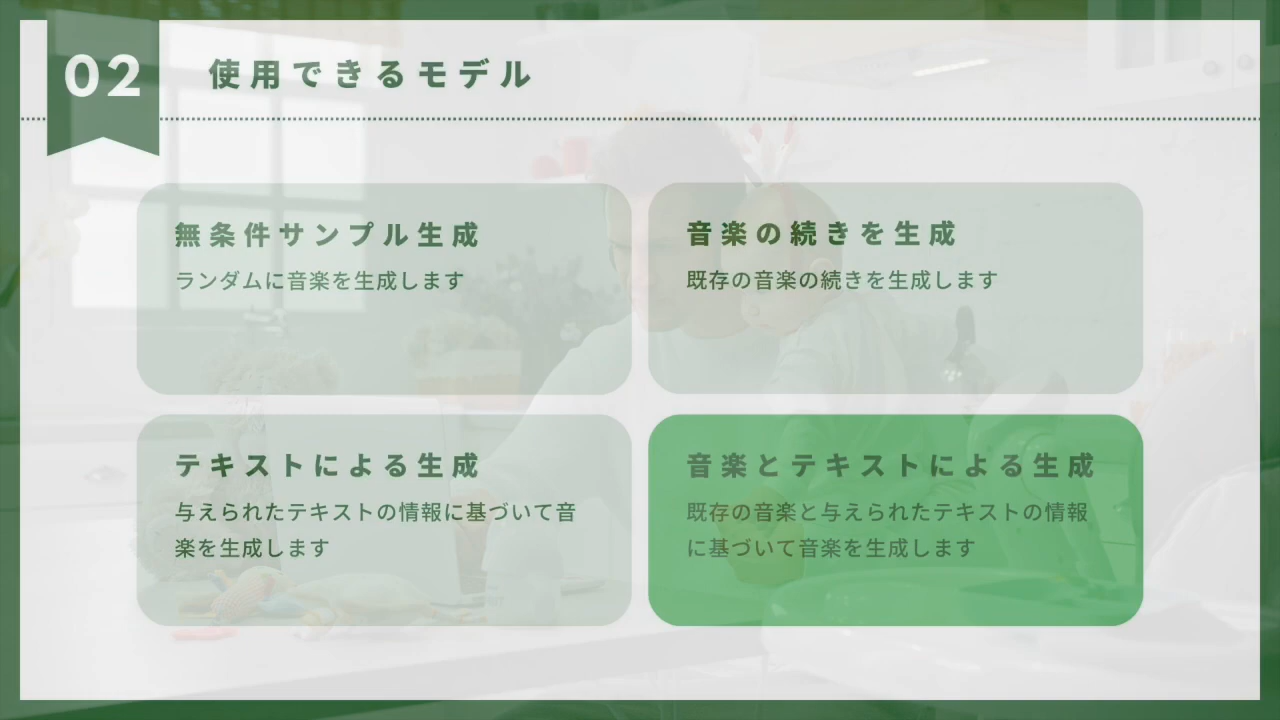 02
使用できるモデル
無条件サンプル生成
ランダムに音楽を生成します
音楽の続きを生成
既存の音楽の続きを生成します
テキストによる生成
与えられたテキストの情報に基づいて音
楽を生成します
音楽とテキストによる生成
既存の音楽と与えられたテキストの情報
に基づいて音楽を生成します